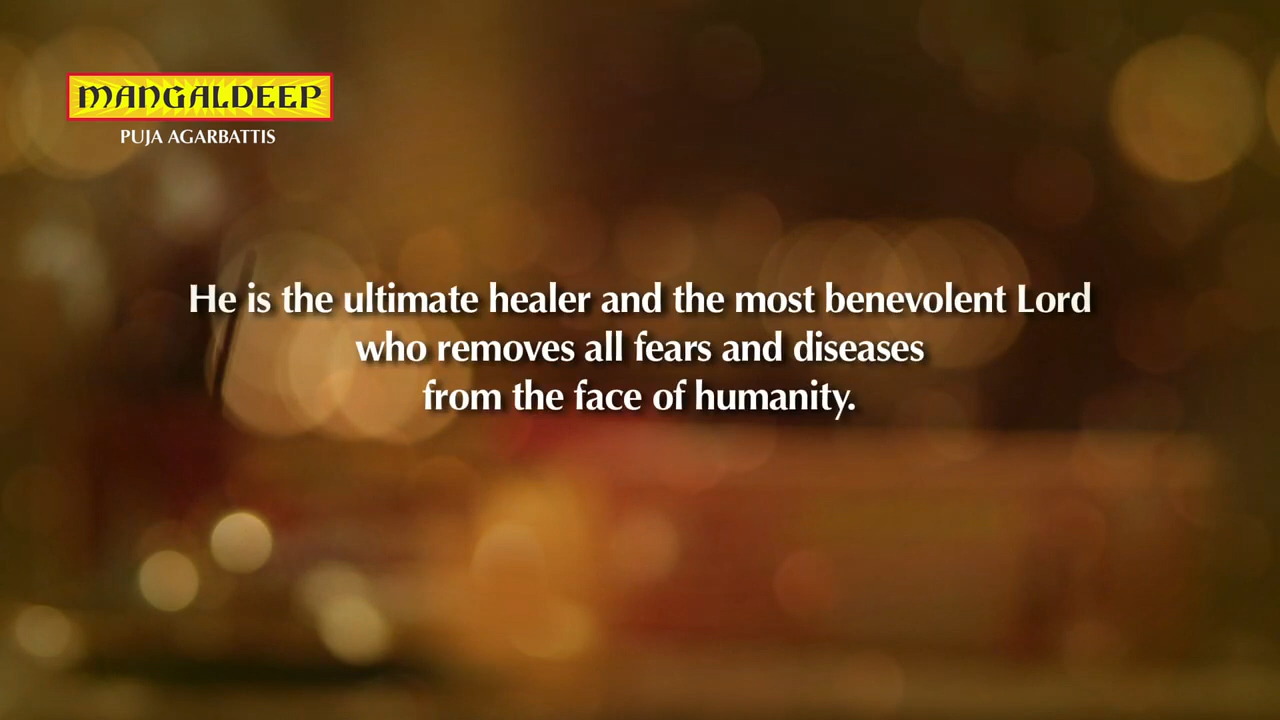 MANGALDEEP
PUJA AGARBATTIS
He is the ultimate healer and the most benevolent Lord
who removes all fears and diseases
from the face of humanity.